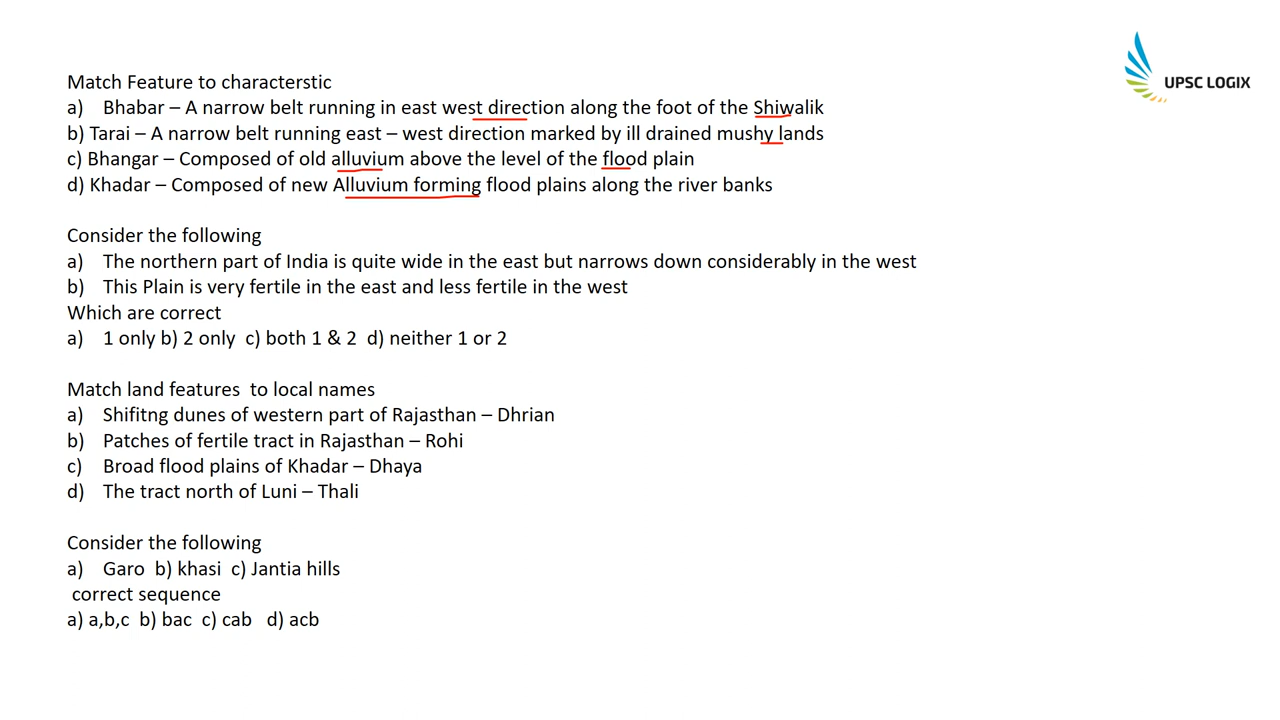 UPSC LOGIX
Match Feature to characterstic
a) Bhabar – A narrow belt running in east west direction along the foot of the Shiwalik
b) Tarai – A narrow belt running east – west direction marked by ill drained mushy lands
c) Bhangar – Composed of old alluvium above the level of the flood plain
d) Khadar – Composed of new Alluvium forming flood plains along the river banks
Consider the following
a) The northern part of India is quite wide in the east but narrows down considerably in the west
b) This Plain is very fertile in the east and less fertile in the west
Which are correct
a) 1 only b) 2 only c) both 1 & 2 d) neither 1 or 2
Match land features to local names
a) Shifitng dunes of western part of Rajasthan – Dhrian
b) Patches of fertile tract in Rajasthan – Rohi
c) Broad flood plains of Khadar – Dhaya
d) The tract north of Luni – Thali
Consider the following
a) Garo b) khasi c) Jantia hills
correct sequence
a) a,b,c b) bac c) cab d) acb